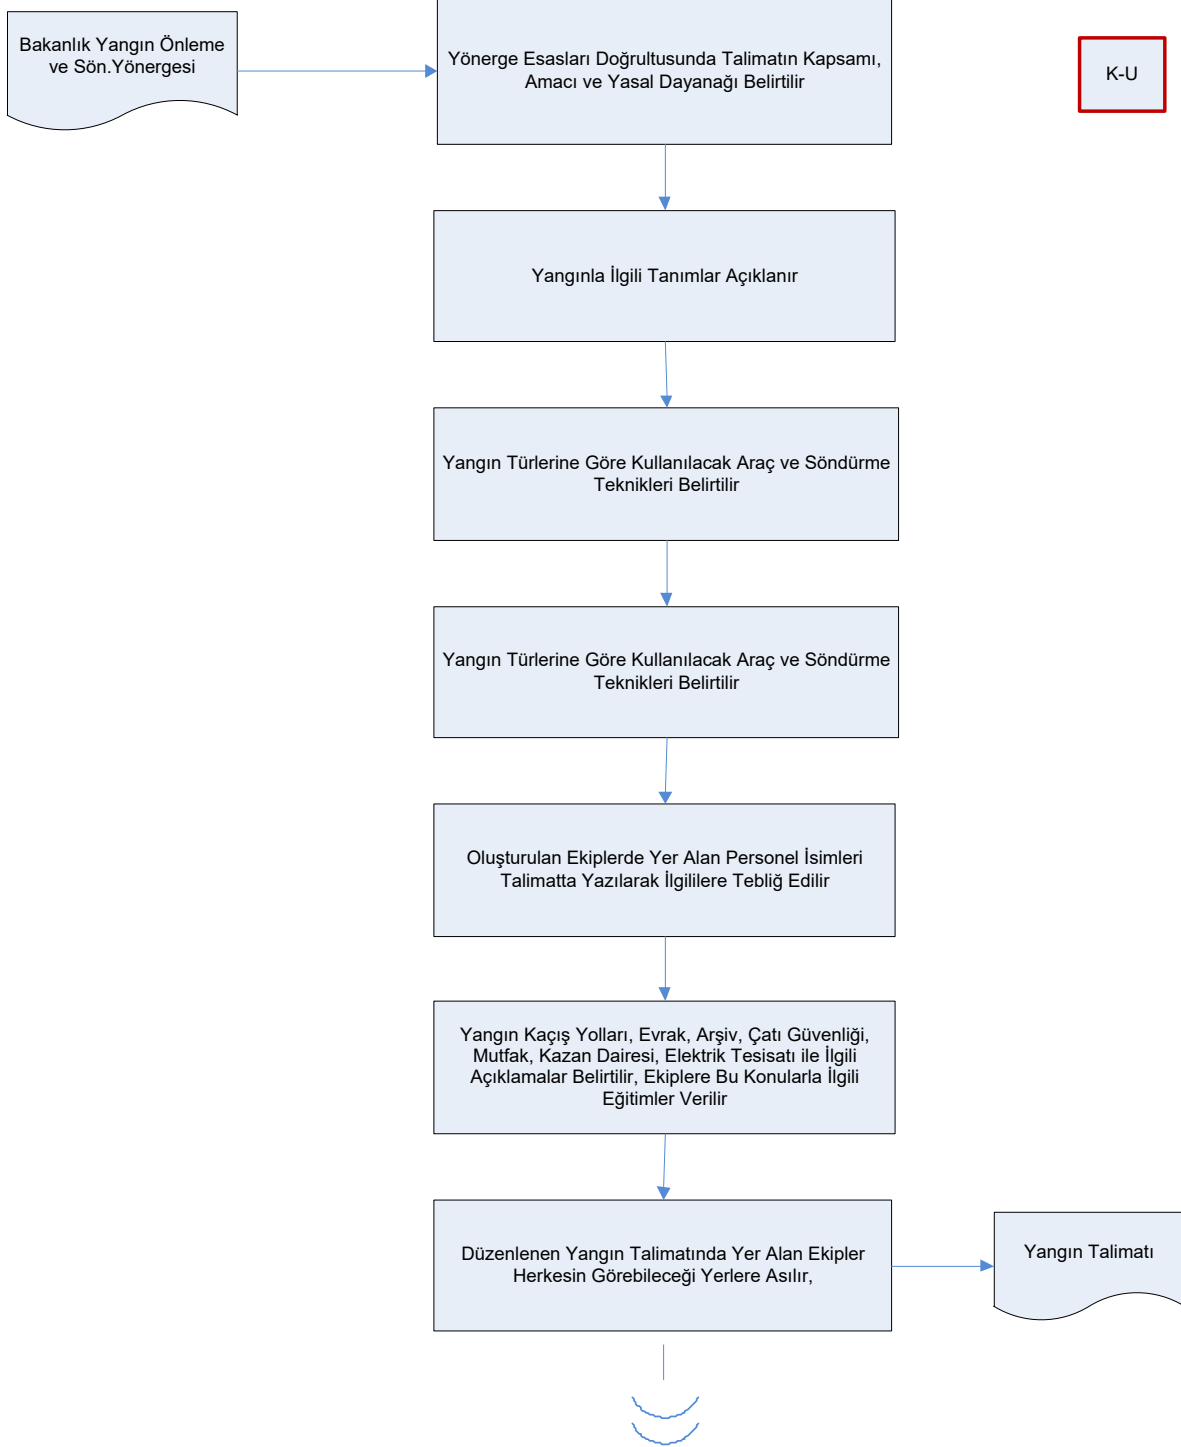 Bakanlık Yangın Önleme
ve Sön.Yönergesi
Yönerge Esasları Doğrultusunda Talimatın Kapsamı,
Amacı ve Yasal Dayanağı Belirtilir
K-U
Yangınla İlgili Tanımlar Açıklanır
Yangın Türlerine Göre Kullanılacak Araç ve Söndürme
Teknikleri Belirtilir
Yangın Türlerine Göre Kullanılacak Araç ve Söndürme
Teknikleri Belirtilir
Oluşturulan Ekiplerde Yer Alan Personel İsimleri
Talimatta Yazılarak İlgililere Tebliğ Edilir
Yangın Kaçış Yolları, Evrak, Arşiv, Çatı Güvenliği,
Mutfak, Kazan Dairesi, Elektrik Tesisatı ile İlgili
Açıklamalar Belirtilir, Ekiplere Bu Konularla İlgili
Eğitimler Verilir
Düzenlenen Yangın Talimatında Yer Alan Ekipler
Herkesin Görebileceği Yerlere Asılır,
Yangın Talimatı